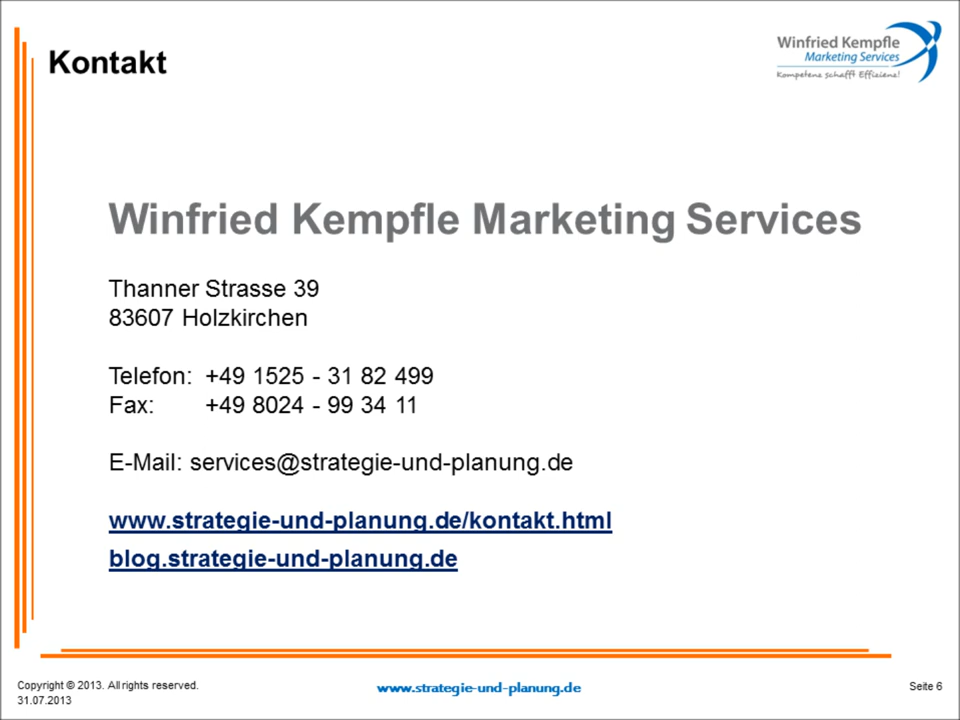 Kontakt
Winfried Kempfle
Marketing Services
Kompetenz schafft Effizienz!
Winfried Kempfle Marketing Services
Thanner Strasse 39
83607 Holzkirchen
Telefon: +49 1525 - 31 82 499
Fax: +49 8024 - 99 34 11
E-Mail: services@strategie-und-planung.de
www.strategie-und-planung.de/kontakt.html
blog.strategie-und-planung.de
Copyright © 2013. All rights reserved.
31.07.2013
www.strategie-und-planung.de
Seite 6